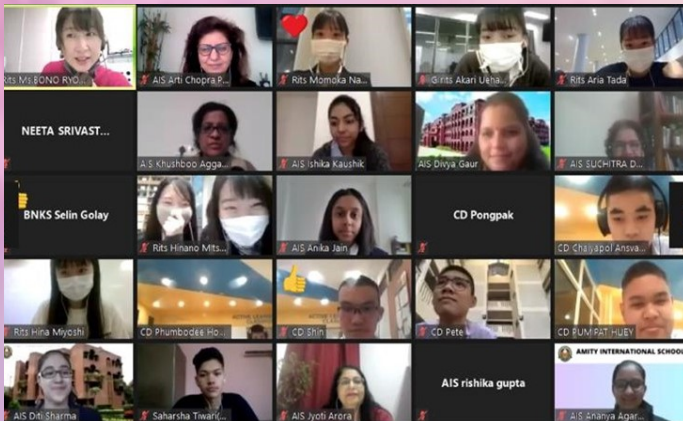 Rits Ms.BONO RYO...
AIS Arti Chopra P...
Rits Momoka Na...
G rits Akari Ueha...
Rits Aria Tada
NEETA SRIVAST...
AIS Khushboo Agga...
AIS Ishika Kaushik
AIS Divya Gaur
AIS SUCHITRA D...
BNKS Selin Golay
Rits Hinano Mits...
AIS Anika Jain
CD Pongpak
CD Chaiyapol Ansva...
Rits Hina Miyoshi
CD Phumbodee Ho...
CD Shin
CD Pete
CD PUMIPAT HUEY
AIS Diti Sharma
Saharsha Tiwari(...
AIS Jyoti Arora
AIS rishika gupta
AMITY INTERNATIONAL SCHOOL
AIS Ananya Agar...